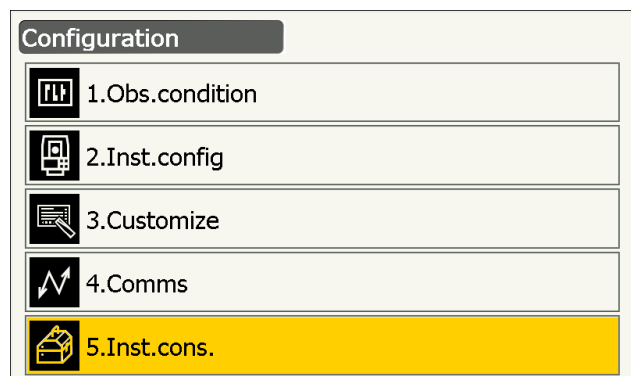 Configuration
1.Obs.condition
2.Inst.config
3.Customize
4.Comms
5.Inst.cons.